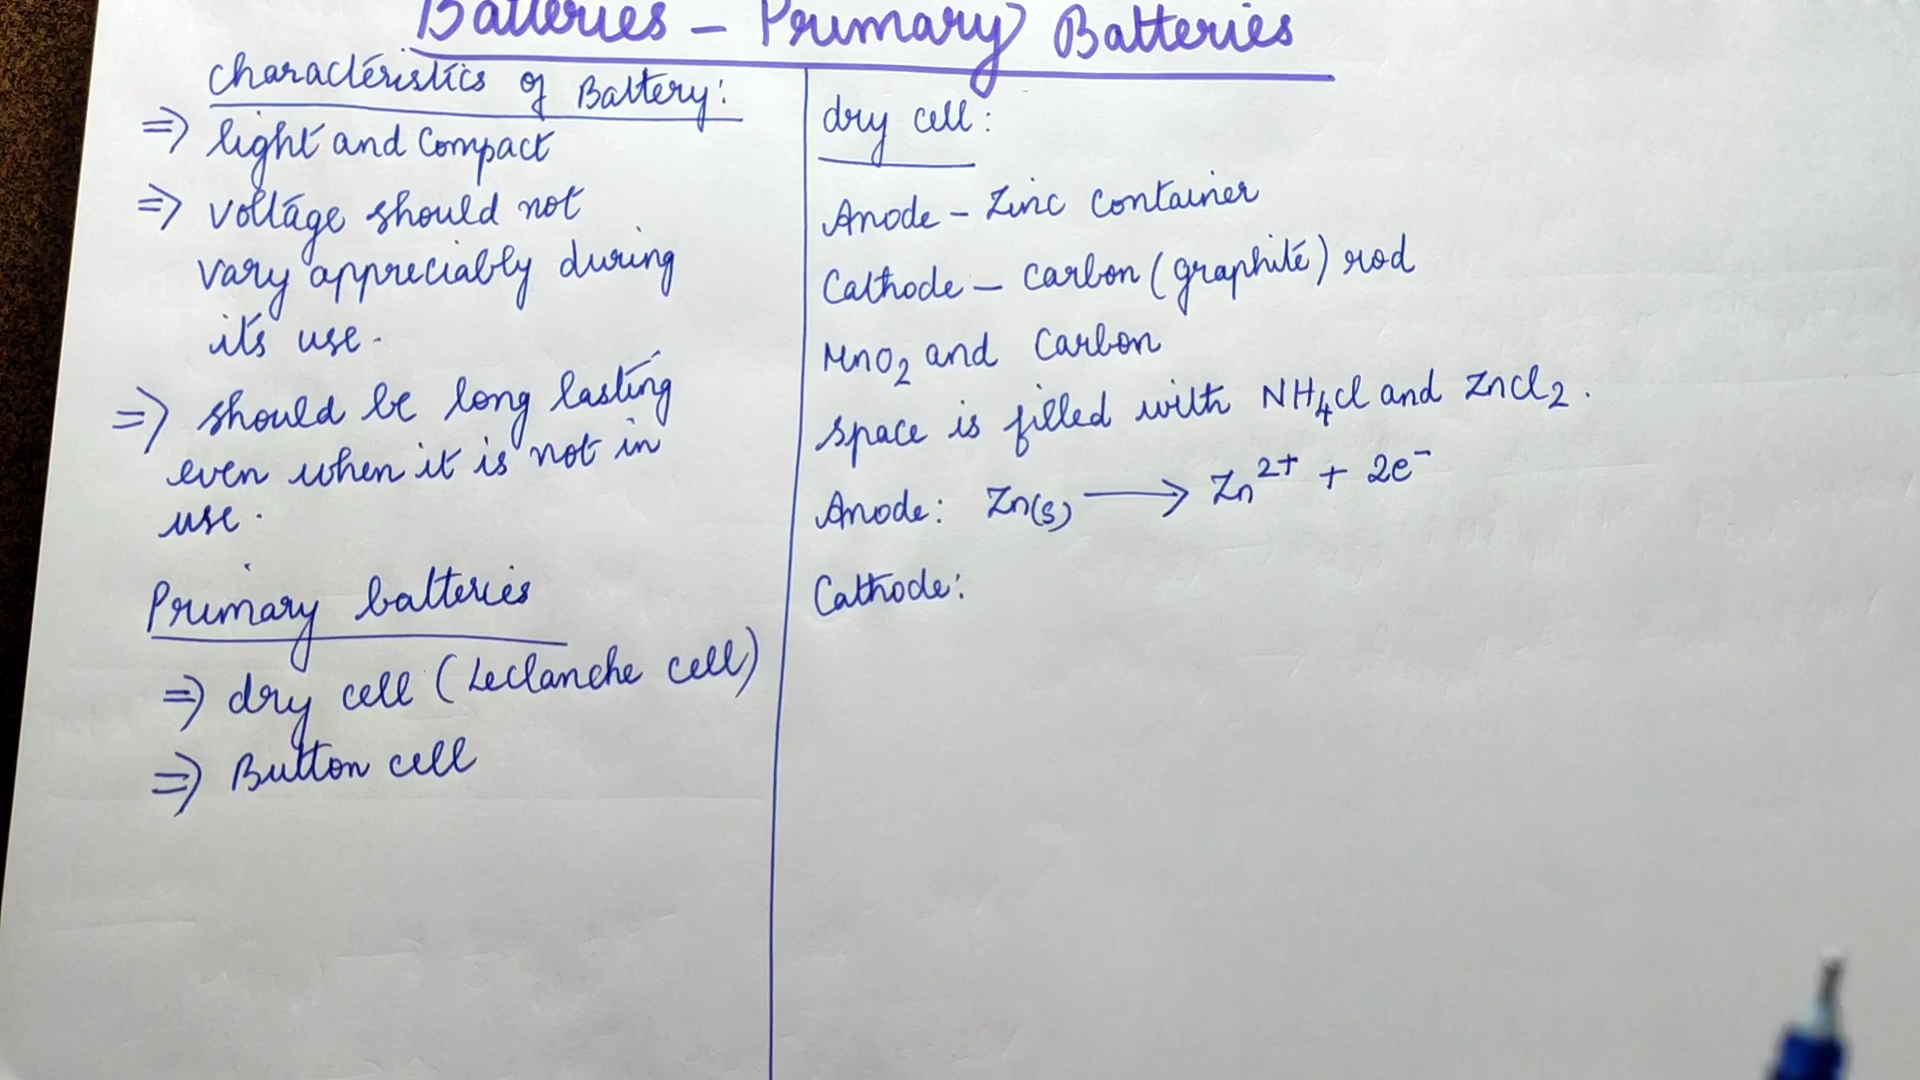 Batteries - Primary Batteries
Characteristics of Battery:
⇒ light and Compact
⇒ voltage should not
vary appreciably during
its use.
⇒ should be long lasting
even when it is not in
use.
Primary batteries
⇒ dry cell (Leclanche cell)
⇒ Button cell
dry cell:
Anode - Zinc container
Cathode - Carbon (graphite) rod
MnO₂ and Carbon
space is filled with NH₄Cl and ZnCl₂.
Anode: Zn(s) ⟶ Zn²⁺ + 2e⁻
Cathode: